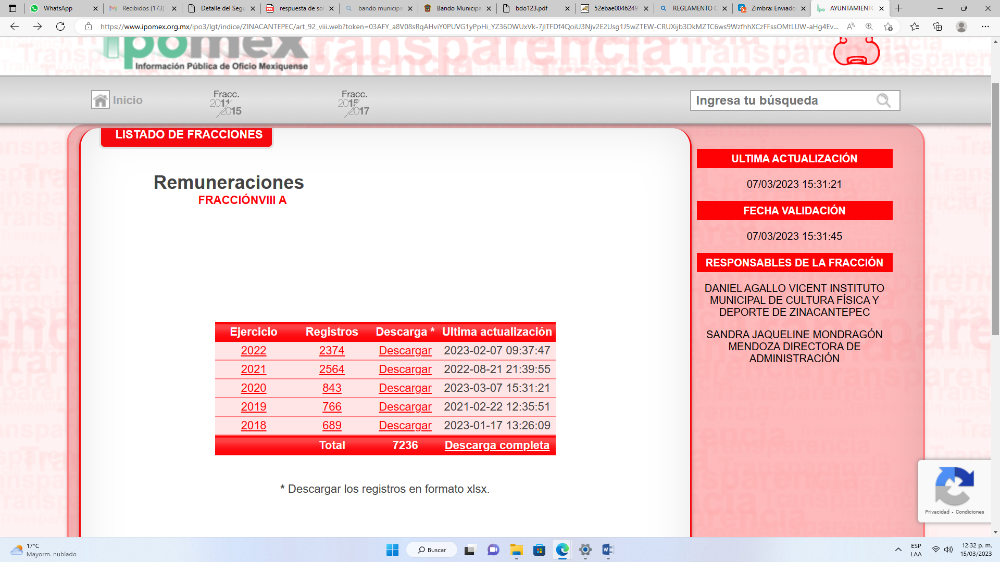 WhatsApp
Recibidos (173)
Detalle del Segu
respuesta de sol
bando municipa
Bando Municipa
bdo123.pdf
52ebae0046249
REGLAMENTO C
Zimbra: Enviado
AYUNTAMIENTO
https://www.ipomex.org.mx/ipo3/lgt/indice/ZINACANTEPEC/art_92_viii.web?token=03AFY_a8V08sRqAHviY0PUVG1yPpHi_YZ36DWUxVk-7jlTFDf4QoiU3Njv2E2Usg1J5wZTEW-CRUXijb3DkMZTC6ws9WzfhhXCzFFssOMtLUW-aHg4Ev...
ipomex
Información Pública de Oficio Mexiquense
Transparencia
Inicio
Fracc.
2011/2015
Fracc.
2015/2017
Ingresa tu búsqueda
LISTADO DE FRACCIONES
Remuneraciones
FRACCIÓNVIII A
Ejercicio Registros Descarga * Ultima actualización
2022 2374 Descargar 2023-02-07 09:37:47
2021 2564 Descargar 2022-08-21 21:39:55
2020 843 Descargar 2023-03-07 15:31:21
2019 766 Descargar 2021-02-22 12:35:51
2018 689 Descargar 2023-01-17 13:26:09
Total 7236 Descarga completa
* Descargar los registros en formato xlsx.
ULTIMA ACTUALIZACIÓN
07/03/2023 15:31:21
FECHA VALIDACIÓN
07/03/2023 15:31:45
RESPONSABLES DE LA FRACCIÓN
DANIEL AGALLO VICENT INSTITUTO
MUNICIPAL DE CULTURA FÍSICA Y
DEPORTE DE ZINACANTEPEC
SANDRA JAQUELINE MONDRAGÓN
MENDOZA DIRECTORA DE
ADMINISTRACIÓN
Privacidad - Condiciones
17°C
Mayorm. nublado
Buscar
ESP
LAA
12:32 p. m.
15/03/2023